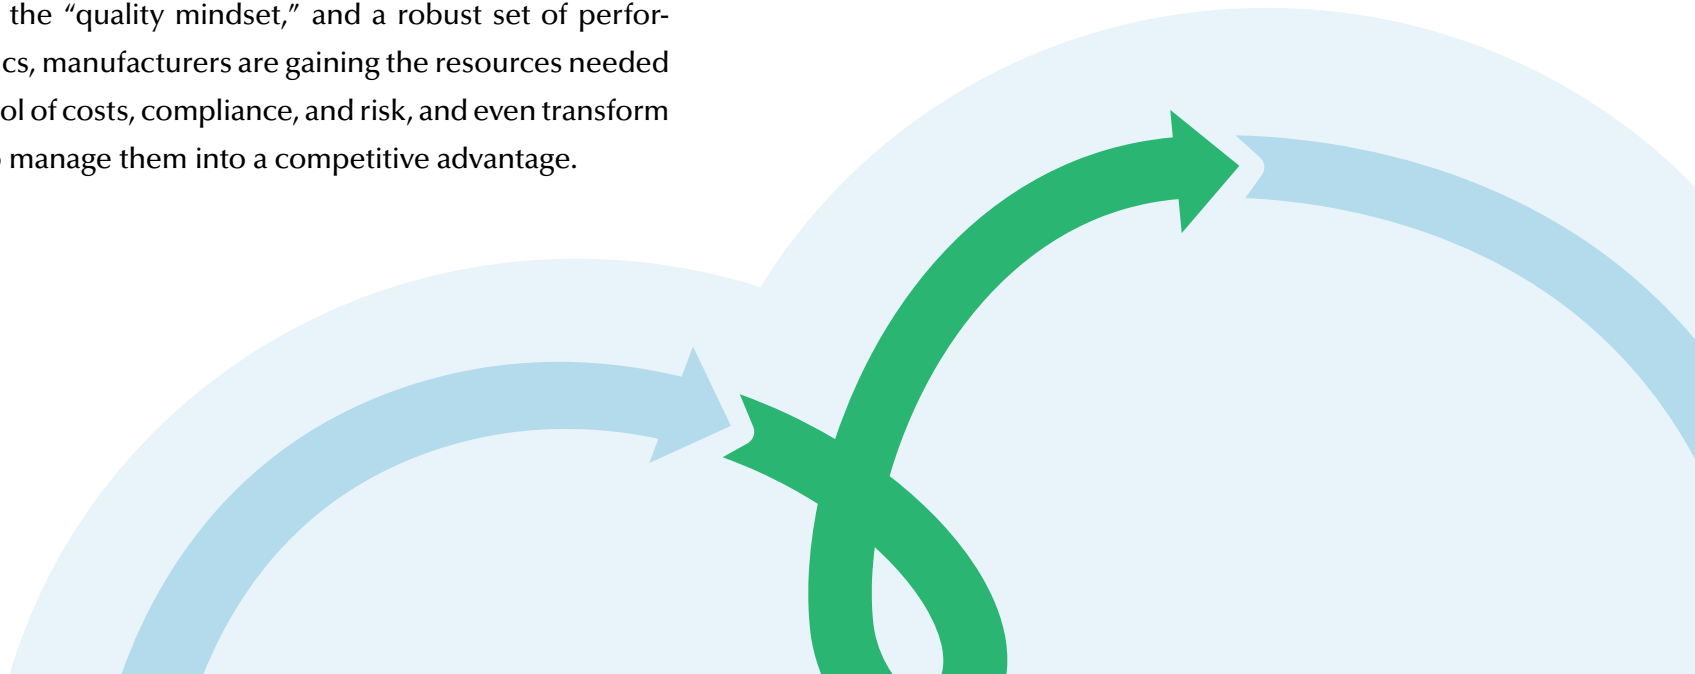 the “quality mindset,” and a robust set of perfor-
cs, manufacturers are gaining the resources needed
ol of costs, compliance, and risk, and even transform
manage them into a competitive advantage.